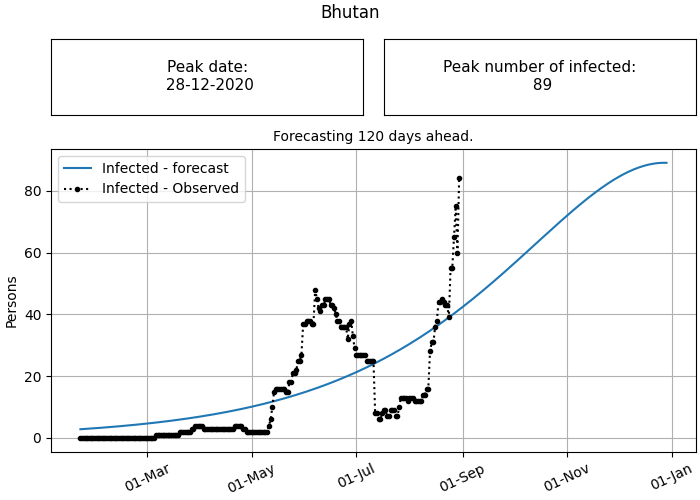 Bhutan
Peak date:
28-12-2020
Peak number of infected:
89
Forecasting 120 days ahead.
Infected - forecast
Infected - Observed
Persons
80
60
40
20
0
01-Mar
01-May
01-Jul
01-Sep
01-Nov
01-Jan